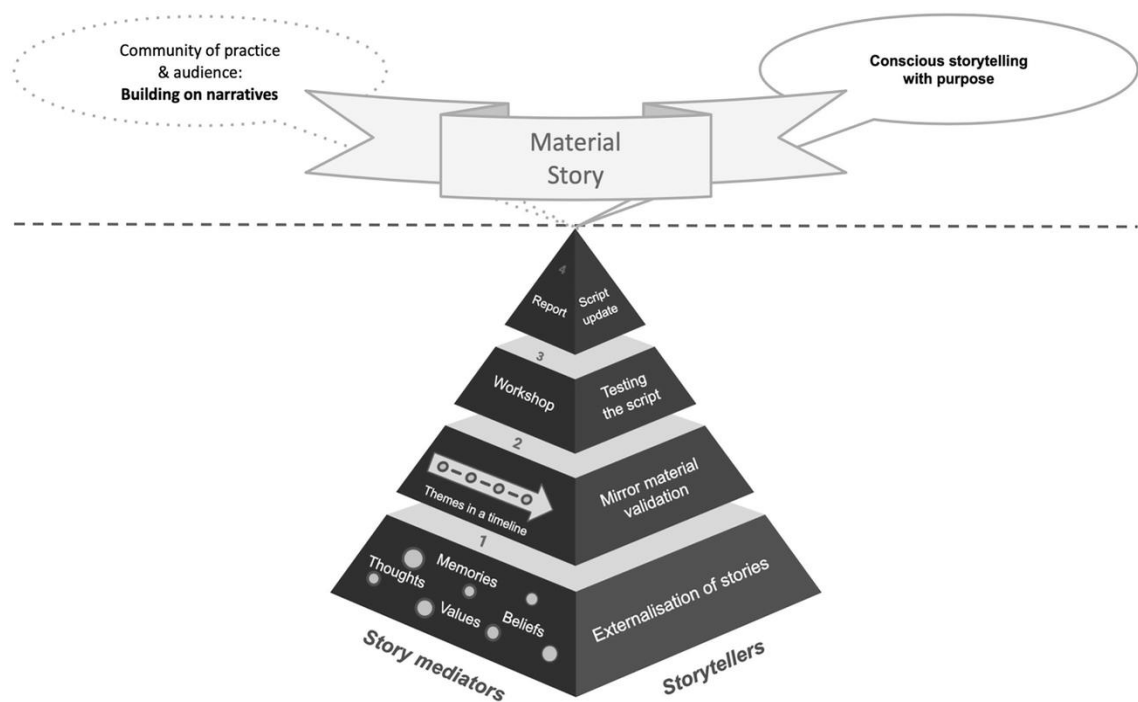 Community of practice
& audience:
Building on narratives
Conscious storytelling
with purpose
Material
Story
4
Report
Script
update
3
Workshop
Testing
the script
2
Themes in a timeline
Mirror material
validation
1
Thoughts
Memories
Values
Beliefs
Externalisation of stories
Story mediators
Storytellers